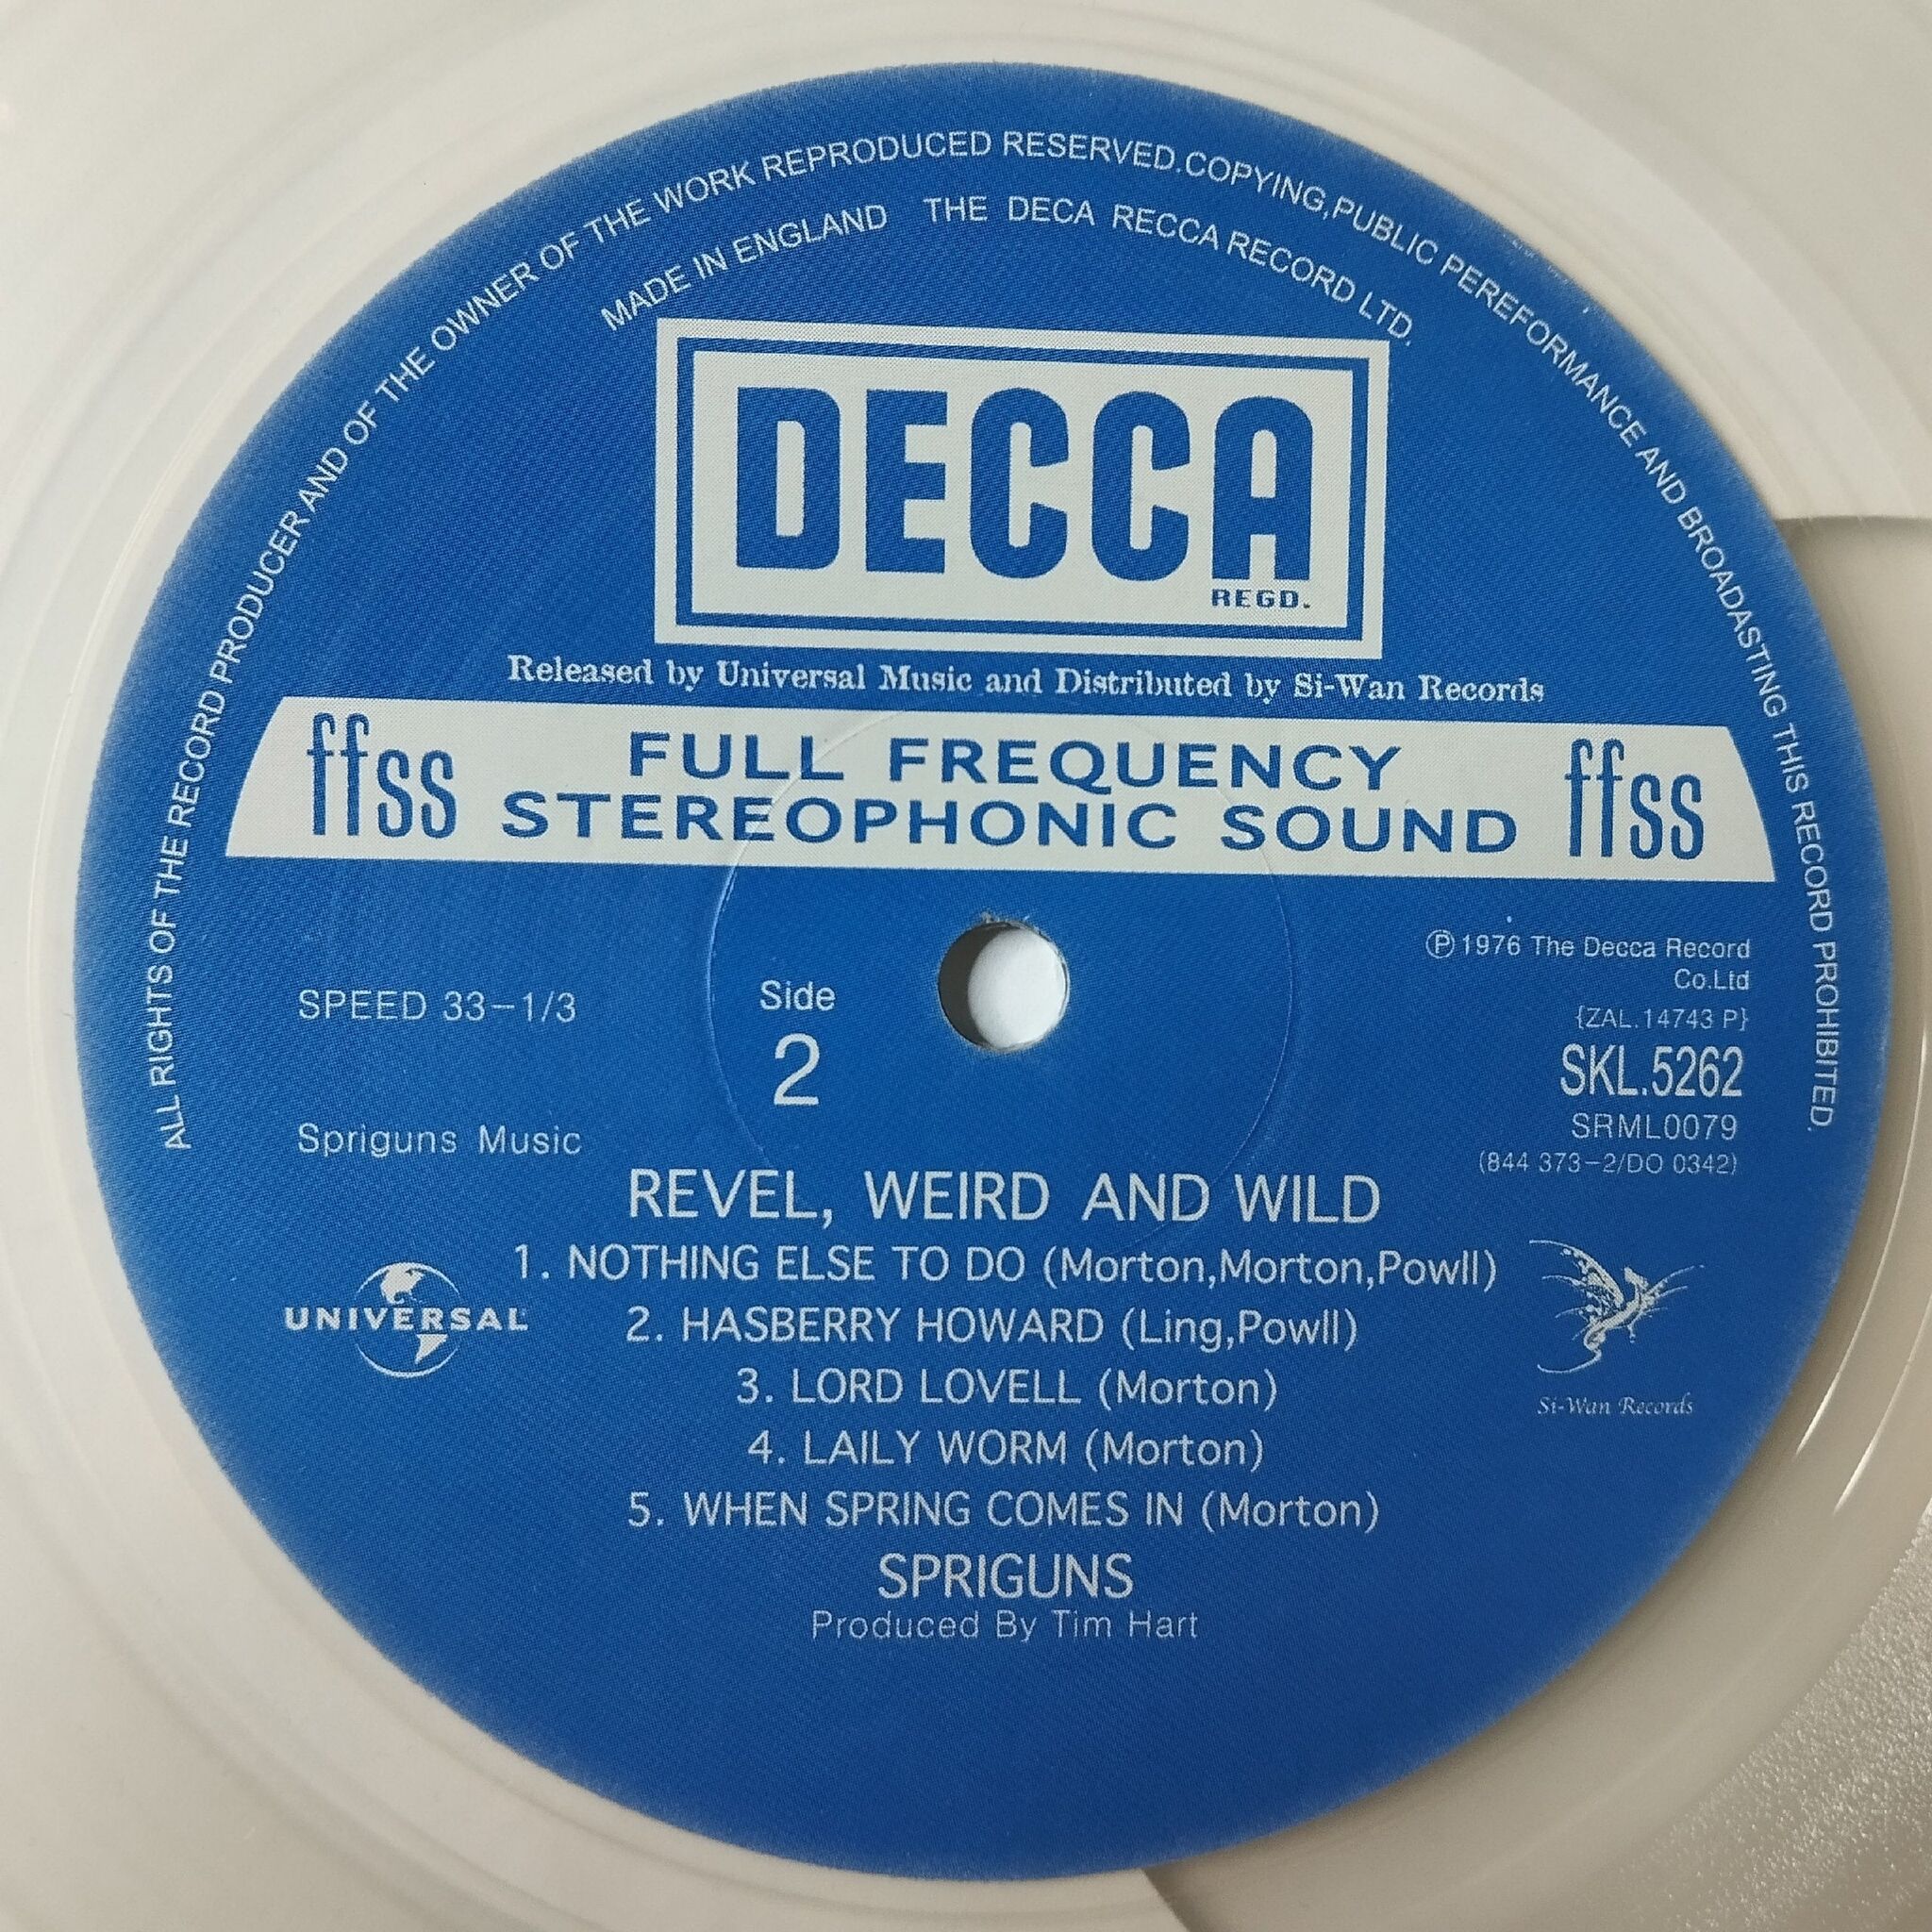 ALL RIGHTS OF THE RECORD PRODUCER AND OF THE OWNER OF THE WORK REPRODUCED RESERVED.COPYING,PUBLIC PEREFORMANCE AND BROADASTING THIS RECORD PROHIBITED.
MADE IN ENGLAND THE DECA RECCA RECORD LTD.
DECCA
REGD.
Released by Universal Music and Distributed by Si-Wan Records
ffss FULL FREQUENCY STEREOPHONIC SOUND ffss
℗ 1976 The Decca Record
Co.Ltd
SPEED 33-1/3
Side
2
{ZAL.14743 P}
SKL.5262
SRML0079
(844 373-2/DO 0342)
Spriguns Music
REVEL, WEIRD AND WILD
1. NOTHING ELSE TO DO (Morton,Morton,Powll)
2. HASBERRY HOWARD (Ling,Powll)
3. LORD LOVELL (Morton)
4. LAILY WORM (Morton)
5. WHEN SPRING COMES IN (Morton)
UNIVERSAL
Si-Wan Records
SPRIGUNS
Produced By Tim Hart